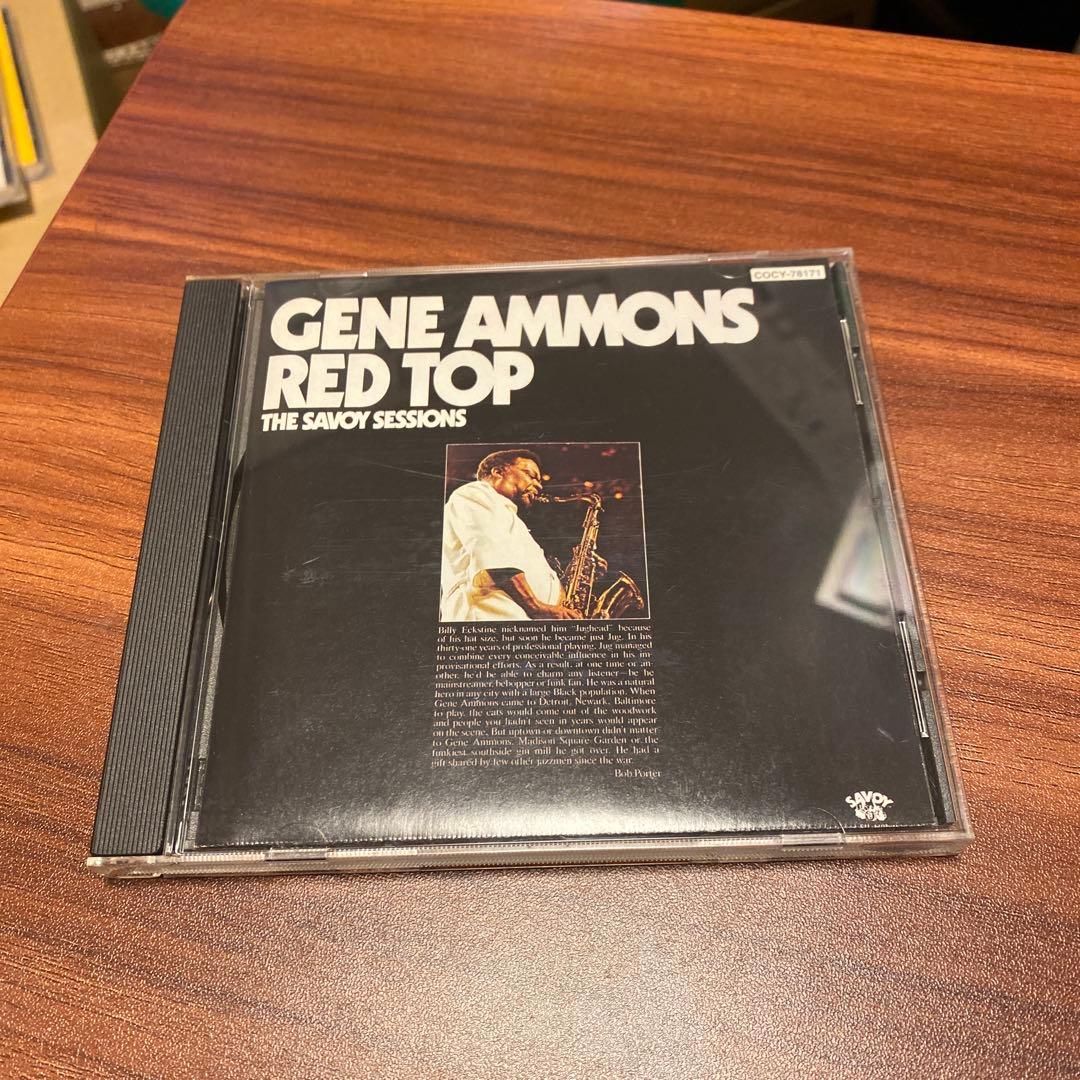 COCY-78171
GENE AMMONS
RED TOP
THE SAVOY SESSIONS
Billy Eckstine nicknamed him "Jughead" because
of his hat size, but soon he became just Jug. In his
thirty-one years of professional playing, Jug managed
to combine every conceivable influence in his im-
provisational efforts. As a result, at one time or an-
other, he'd be able to charm any listener—be he
mainstreamer, bebopper or funk fan. He was a natural
hero in any city with a large Black population. When
Gene Ammons came to Detroit, Newark, Baltimore
to play, the cats would come out of the woodwork
and people you hadn't seen in years would appear
on the scene. But uptown or downtown didn't matter
to Gene Ammons. Madison Square Garden or the
funkiest southside gin mill he got over. He had a
gift shared by few other jazzmen since the war.
Bob Porter
SAVOY